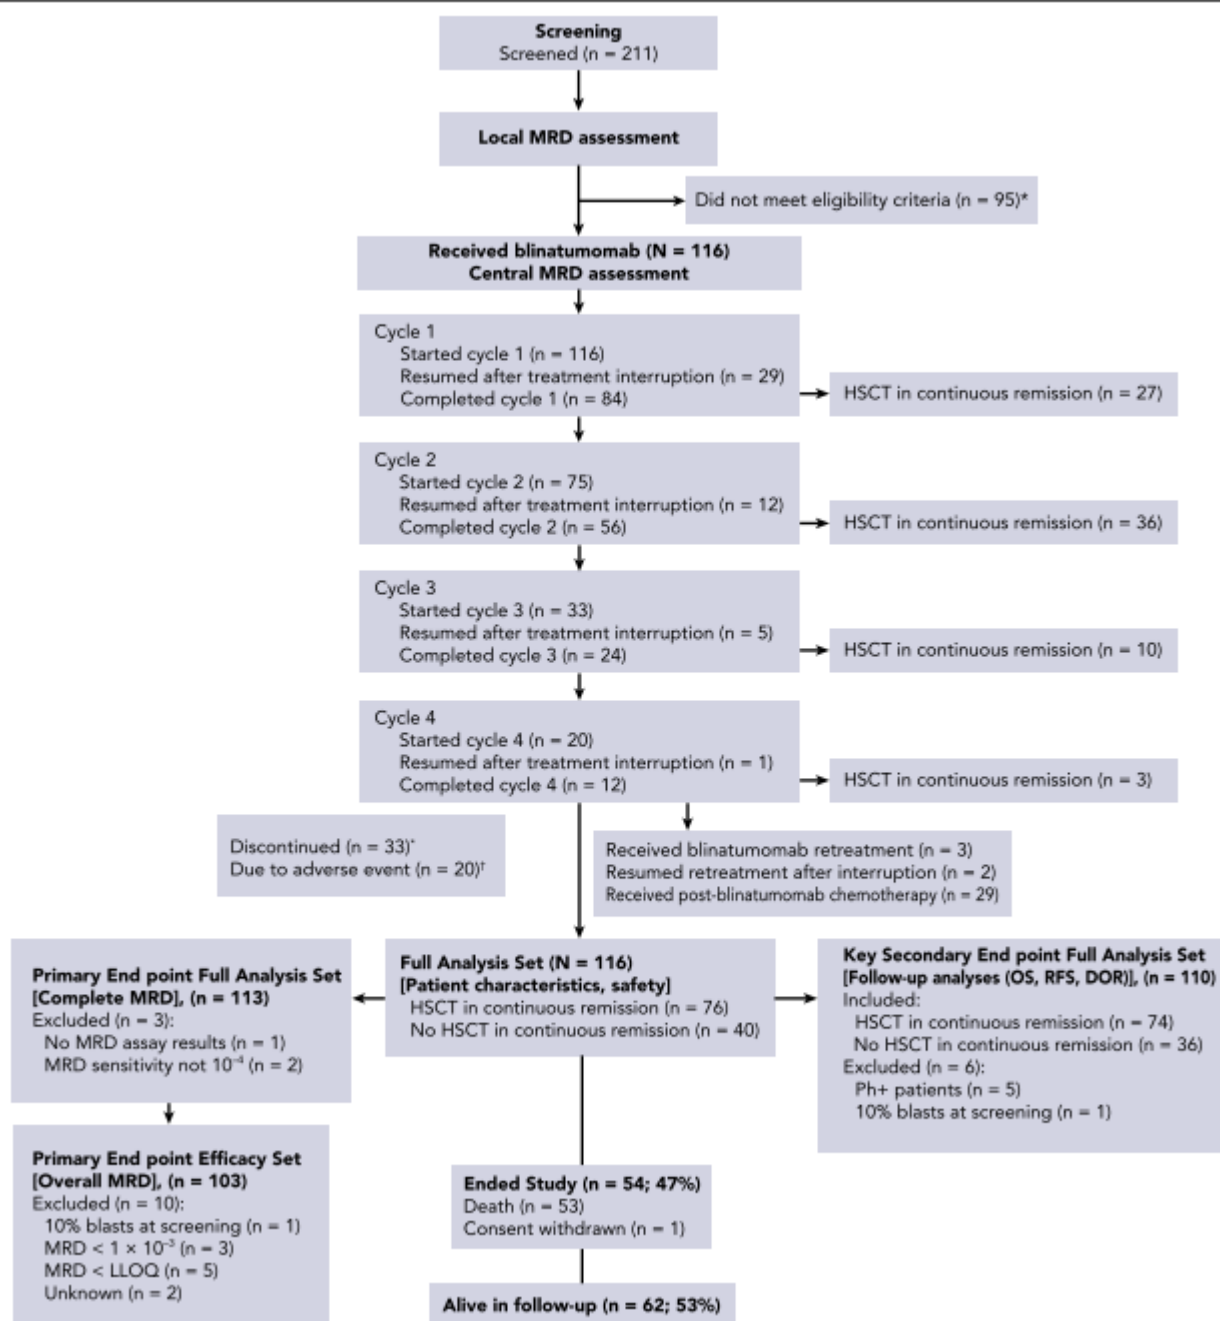 Screening
Screened (n = 211)
Local MRD assessment
Did not meet eligibility criteria (n = 95)*
Received blinatumomab (N = 116)
Central MRD assessment
Cycle 1
Started cycle 1 (n = 116)
Resumed after treatment interruption (n = 29)
Completed cycle 1 (n = 84)
HSCT in continuous remission (n = 27)
Cycle 2
Started cycle 2 (n = 75)
Resumed after treatment interruption (n = 12)
Completed cycle 2 (n = 56)
HSCT in continuous remission (n = 36)
Cycle 3
Started cycle 3 (n = 33)
Resumed after treatment interruption (n = 5)
Completed cycle 3 (n = 24)
HSCT in continuous remission (n = 10)
Cycle 4
Started cycle 4 (n = 20)
Resumed after treatment interruption (n = 1)
Completed cycle 4 (n = 12)
HSCT in continuous remission (n = 3)
Discontinued (n = 33)*
Due to adverse event (n = 20)†
Received blinatumomab retreatment (n = 3)
Resumed retreatment after interruption (n = 2)
Received post-blinatumomab chemotherapy (n = 29)
Primary End point Full Analysis Set
[Complete MRD], (n = 113)
Excluded (n = 3):
No MRD assay results (n = 1)
MRD sensitivity not 10⁻⁴ (n = 2)
Full Analysis Set (N = 116)
[Patient characteristics, safety]
HSCT in continuous remission (n = 76)
No HSCT in continuous remission (n = 40)
Key Secondary End point Full Analysis Set
[Follow-up analyses (OS, RFS, DOR)], (n = 110)
Included:
HSCT in continuous remission (n = 74)
No HSCT in continuous remission (n = 36)
Excluded (n = 6):
Ph+ patients (n = 5)
10% blasts at screening (n = 1)
Primary End point Efficacy Set
[Overall MRD], (n = 103)
Excluded (n = 10):
10% blasts at screening (n = 1)
MRD < 1 × 10⁻³ (n = 3)
MRD < LLOQ (n = 5)
Unknown (n = 2)
Ended Study (n = 54; 47%)
Death (n = 53)
Consent withdrawn (n = 1)
Alive in follow-up (n = 62; 53%)